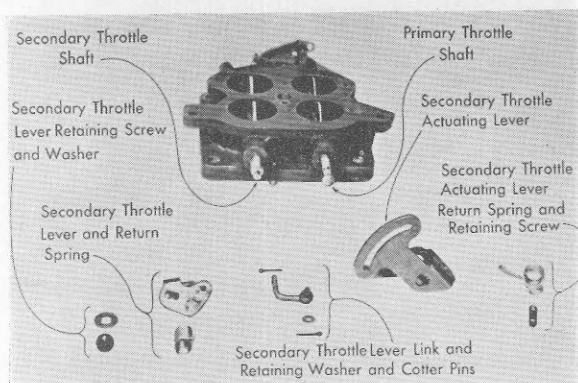 Secondary Throttle
Shaft
Primary Throttle
Shaft
Secondary Throttle
Lever Retaining Screw
and Washer
Secondary Throttle
Actuating Lever
Secondary Throttle
Actuating Lever
Return Spring and
Retaining Screw
Secondary Throttle
Lever and Return
Spring
Secondary Throttle Lever Link and
Retaining Washer and Cotter Pins